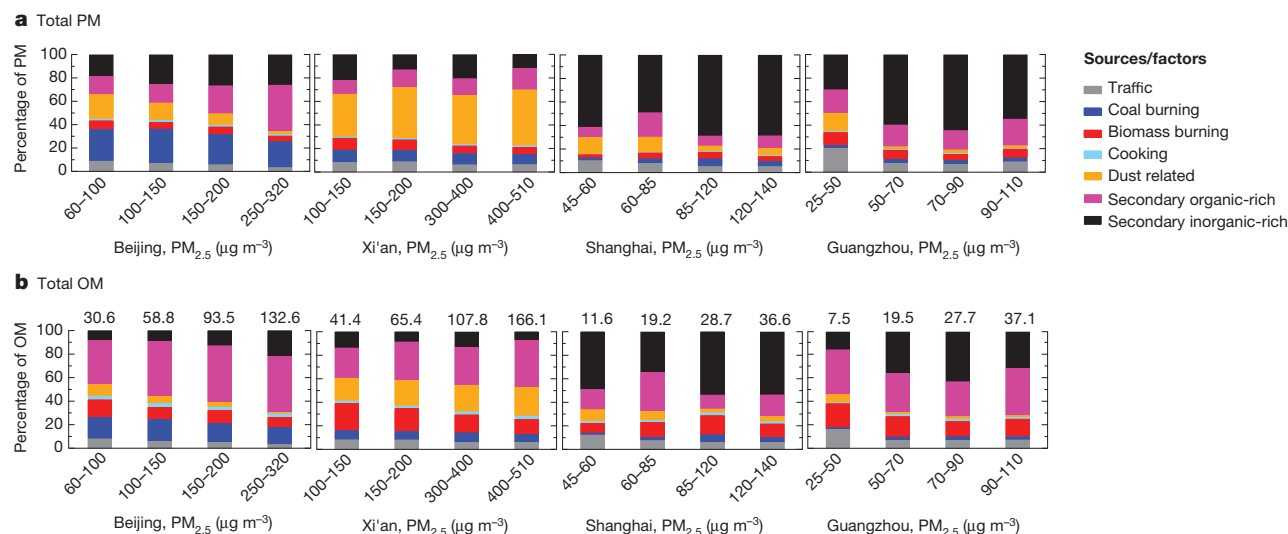 a Total PM
Percentage of PM
100
80
60
40
20
0
60–100
100–150
150–200
250–320
Beijing, PM2.5 (μg m–3)
100–150
150–200
300–400
400–510
Xi'an, PM2.5 (μg m–3)
45–60
60–85
85–120
120–140
Shanghai, PM2.5 (μg m–3)
25–50
50–70
70–90
90–110
Guangzhou, PM2.5 (μg m–3)
Sources/factors
Traffic
Coal burning
Biomass burning
Cooking
Dust related
Secondary organic-rich
Secondary inorganic-rich
b Total OM
Percentage of OM
100
80
60
40
20
0
30.6 58.8 93.5 132.6
60–100
100–150
150–200
250–320
Beijing, PM2.5 (μg m–3)
41.4 65.4 107.8 166.1
100–150
150–200
300–400
400–510
Xi'an, PM2.5 (μg m–3)
11.6 19.2 28.7 36.6
45–60
60–85
85–120
120–140
Shanghai, PM2.5 (μg m–3)
7.5 19.5 27.7 37.1
25–50
50–70
70–90
90–110
Guangzhou, PM2.5 (μg m–3)